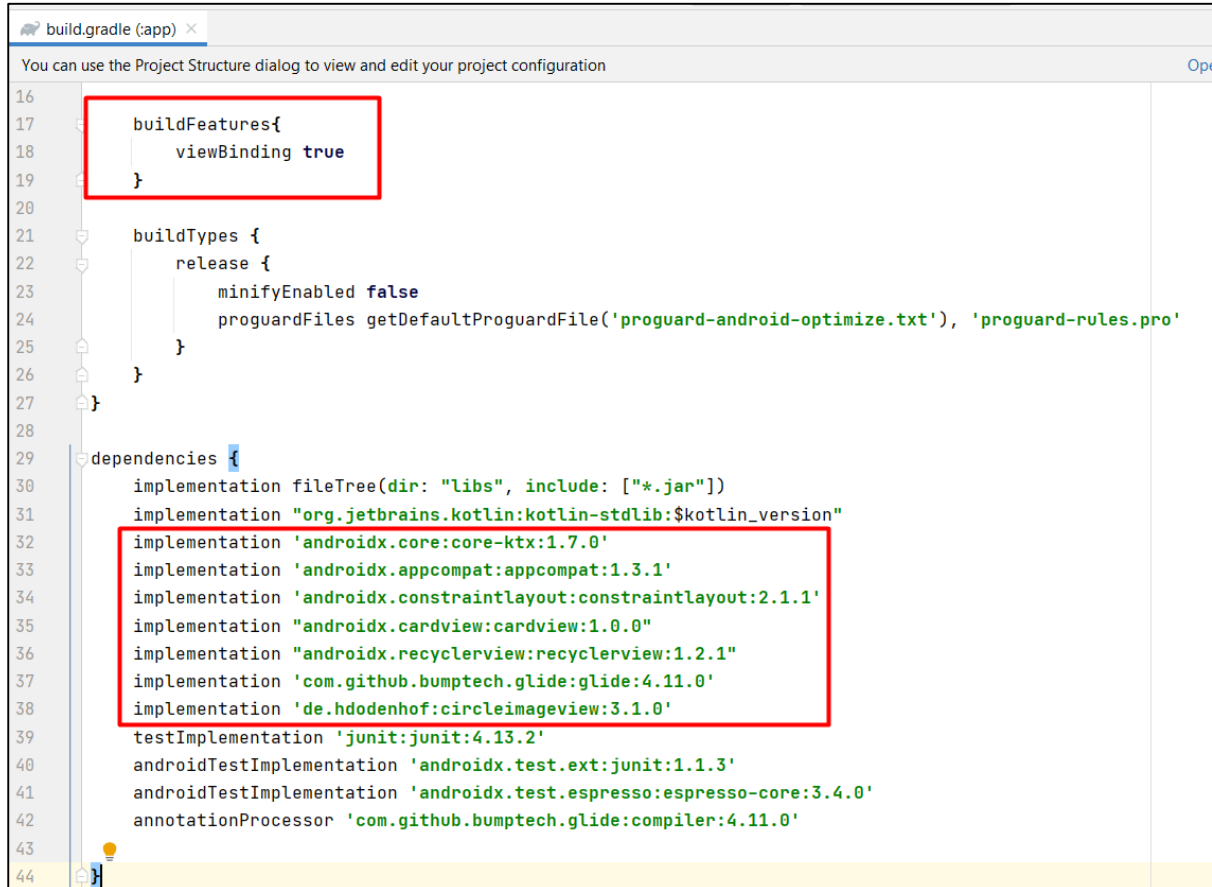 build.gradle (:app)
You can use the Project Structure dialog to view and edit your project configuration
16
17 buildFeatures{
18 viewBinding true
19 }
20
21 buildTypes {
22 release {
23 minifyEnabled false
24 proguardFiles getDefaultProguardFile('proguard-android-optimize.txt'), 'proguard-rules.pro'
25 }
26 }
27 }
28
29 dependencies {
30 implementation fileTree(dir: "libs", include: ["*.jar"])
31 implementation "org.jetbrains.kotlin:kotlin-stdlib:$kotlin_version"
32 implementation 'androidx.core:core-ktx:1.7.0'
33 implementation 'androidx.appcompat:appcompat:1.3.1'
34 implementation 'androidx.constraintlayout:constraintlayout:2.1.1'
35 implementation "androidx.cardview:cardview:1.0.0"
36 implementation "androidx.recyclerview:recyclerview:1.2.1"
37 implementation 'com.github.bumptech.glide:glide:4.11.0'
38 implementation 'de.hdodenhof:circleimageview:3.1.0'
39 testImplementation 'junit:junit:4.13.2'
40 androidTestImplementation 'androidx.test.ext:junit:1.1.3'
41 androidTestImplementation 'androidx.test.espresso:espresso-core:3.4.0'
42 annotationProcessor 'com.github.bumptech.glide:compiler:4.11.0'
43
44 }